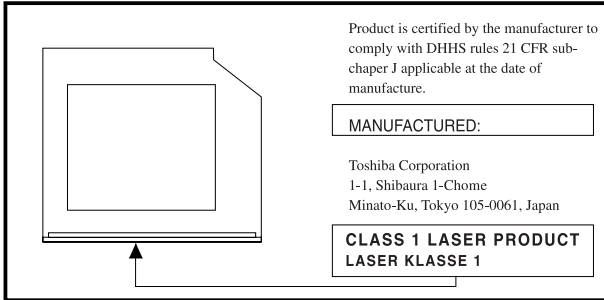 Product is certified by the manufacturer to
comply with DHHS rules 21 CFR sub-
chaper J applicable at the date of
manufacture.
MANUFACTURED:
Toshiba Corporation
1-1, Shibaura 1-Chome
Minato-Ku, Tokyo 105-0061, Japan
CLASS 1 LASER PRODUCT
LASER KLASSE 1